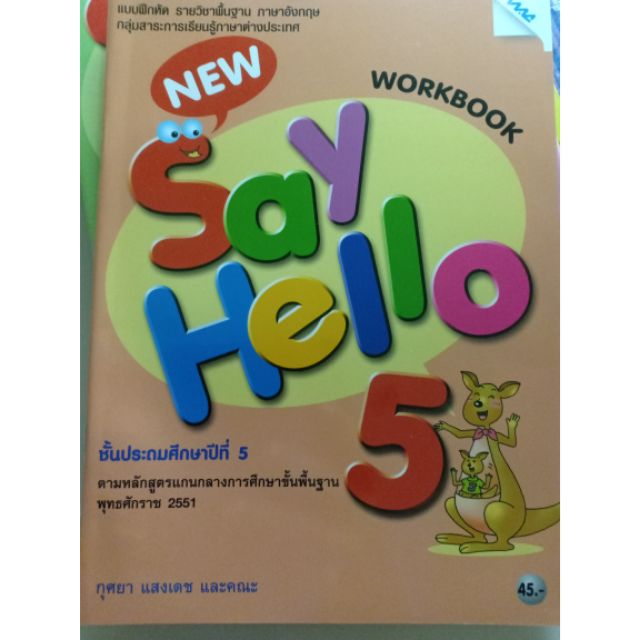 แบบฝึกหัด รายวิชาพื้นฐาน ภาษาอังกฤษ
กลุ่มสาระการเรียนรู้ภาษาต่างประเทศ
NEW
WORKBOOK
Say
Hello
5
ชั้นประถมศึกษาปีที่ 5
ตามหลักสูตรแกนกลางการศึกษาขั้นพื้นฐาน
พุทธศักราช 2551
กุศยา แสงเดช และคณะ
45.-